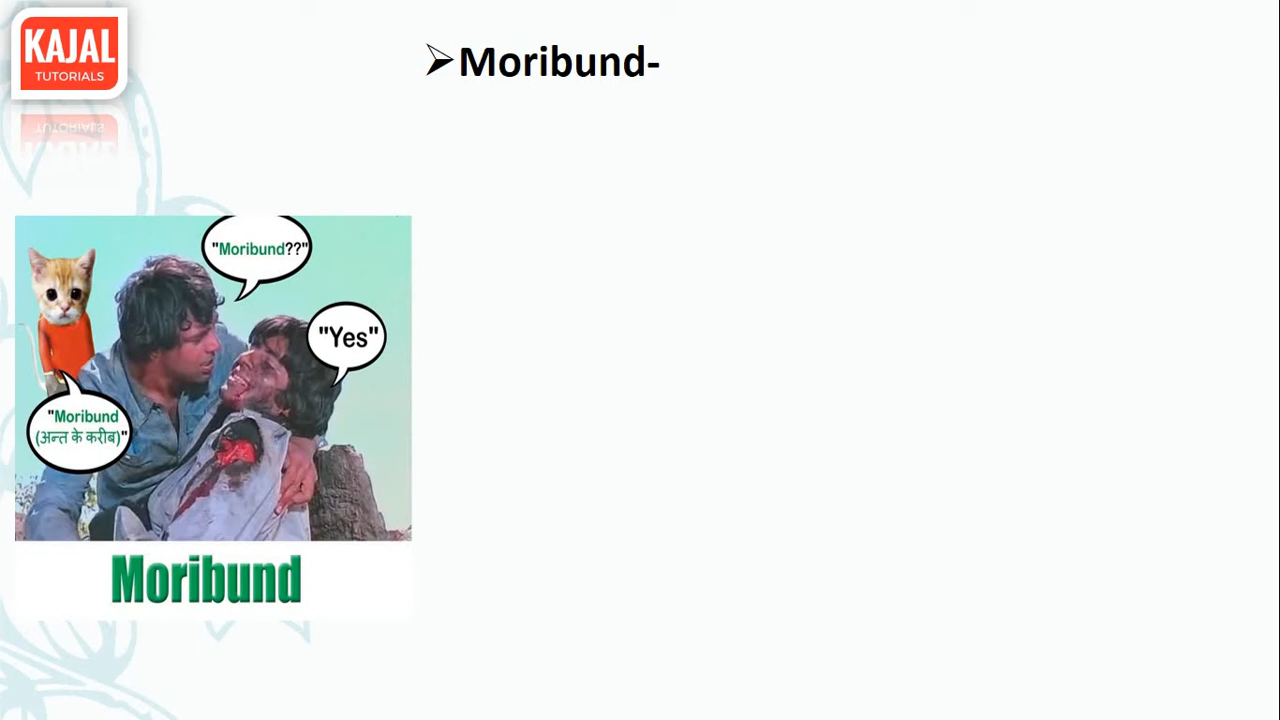 KAJAL
TUTORIALS
➢Moribund-
"Moribund??"
"Yes"
"Moribund
(अन्त के करीब)"
Moribund